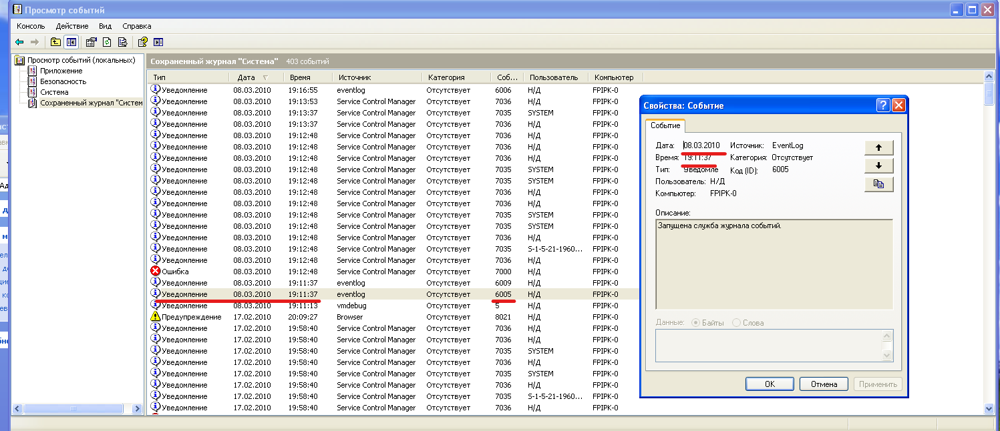 Просмотр событий
Консоль Действие Вид Справка
Просмотр событий (локальных)
Приложение
Безопасность
Система
Сохраненный журнал "Систем
Сохраненный журнал "Система" 403 событий
Тип Дата Время Источник Категория Соб... Пользователь Компьютер
Уведомление 08.03.2010 19:16:55 eventlog Отсутствует 6006 Н/Д FPIPK-0
Уведомление 08.03.2010 19:13:53 Service Control Manager Отсутствует 7036 Н/Д FPIPK-0
Уведомление 08.03.2010 19:13:37 Service Control Manager Отсутствует 7035 SYSTEM FPIPK-0
Уведомление 08.03.2010 19:13:37 Service Control Manager Отсутствует 7036 Н/Д FPIPK-0
Уведомление 08.03.2010 19:12:48 Service Control Manager Отсутствует 7036 Н/Д FPIPK-0
Уведомление 08.03.2010 19:12:48 Service Control Manager Отсутствует 7036 Н/Д FPIPK-0
Уведомление 08.03.2010 19:12:48 Service Control Manager Отсутствует 7036 Н/Д FPIPK-0
Уведомление 08.03.2010 19:12:48 Service Control Manager Отсутствует 7035 SYSTEM FPIPK-0
Уведомление 08.03.2010 19:12:48 Service Control Manager Отсутствует 7035 SYSTEM FPIPK-0
Уведомление 08.03.2010 19:12:48 Service Control Manager Отсутствует 7036 Н/Д FPIPK-0
Уведомление 08.03.2010 19:12:48 Service Control Manager Отсутствует 7036 Н/Д FPIPK-0
Уведомление 08.03.2010 19:12:48 Service Control Manager Отсутствует 7035 SYSTEM FPIPK-0
Уведомление 08.03.2010 19:12:48 Service Control Manager Отсутствует 7035 SYSTEM FPIPK-0
Уведомление 08.03.2010 19:12:48 Service Control Manager Отсутствует 7036 Н/Д FPIPK-0
Уведомление 08.03.2010 19:12:48 Service Control Manager Отсутствует 7035 S-1-5-21-1960... FPIPK-0
Уведомление 08.03.2010 19:12:48 Service Control Manager Отсутствует 7036 Н/Д FPIPK-0
Ошибка 08.03.2010 19:12:48 Service Control Manager Отсутствует 7000 Н/Д FPIPK-0
Уведомление 08.03.2010 19:11:37 eventlog Отсутствует 6009 Н/Д FPIPK-0
Уведомление 08.03.2010 19:11:37 eventlog Отсутствует 6005 Н/Д FPIPK-0
Уведомление 08.03.2010 19:11:13 vmdebug Отсутствует 5 Н/Д FPIPK-0
Предупреждение 17.02.2010 20:09:27 Browser Отсутствует 8021 Н/Д FPIPK-0
Уведомление 17.02.2010 19:58:40 Service Control Manager Отсутствует 7036 Н/Д FPIPK-0
Уведомление 17.02.2010 19:58:40 Service Control Manager Отсутствует 7036 Н/Д FPIPK-0
Уведомление 17.02.2010 19:58:40 Service Control Manager Отсутствует 7035 SYSTEM FPIPK-0
Уведомление 17.02.2010 19:58:40 Service Control Manager Отсутствует 7036 Н/Д FPIPK-0
Уведомление 17.02.2010 19:58:40 Service Control Manager Отсутствует 7035 SYSTEM FPIPK-0
Уведомление 17.02.2010 19:58:40 Service Control Manager Отсутствует 7036 Н/Д FPIPK-0
Уведомление 17.02.2010 19:58:40 Service Control Manager Отсутствует 7035 S-1-5-21-1960... FPIPK-0
Уведомление 17.02.2010 19:58:40 Service Control Manager Отсутствует 7036 Н/Д FPIPK-0
Свойства: Событие
Событие
Дата: 08.03.2010 Источник: EventLog
Время: 19:11:37 Категория: Отсутствует
Тип: Уведомле Код (ID): 6005
Пользователь: Н/Д
Компьютер: FPIPK-0
Описание:
Запущена служба журнала событий.
Данные: Байты Слова
OK Отмена Применить